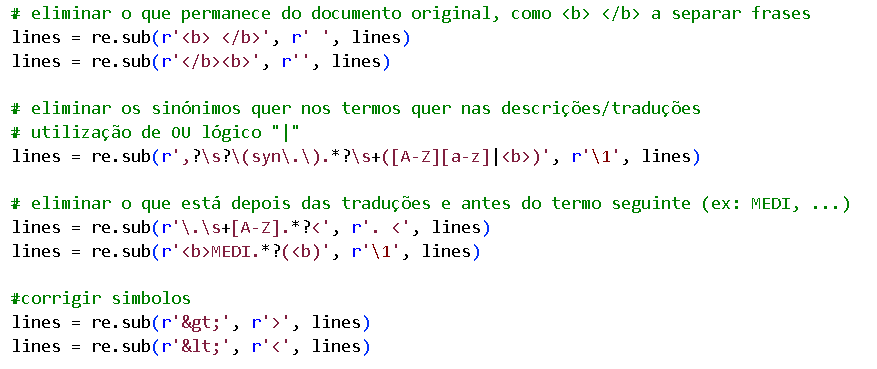 # eliminar o que permanece do documento original, como <b> </b> a separar frases
lines = re.sub(r'<b> </b>', r' ', lines)
lines = re.sub(r'</b><b>', r'', lines)
# eliminar os sinónimos quer nos termos quer nas descrições/traduções
# utilização de OU lógico "|"
lines = re.sub(r',?\s?\(syn\.\).*?\s+([A-Z][a-z]|<b>)', r'\1', lines)
# eliminar o que está depois das traduções e antes do termo seguinte (ex: MEDI, ...)
lines = re.sub(r'\.\s+[A-Z].*?<', r'. <', lines)
lines = re.sub(r'<b>MEDI.*?(<b)', r'\1', lines)
#corrigir simbolos
lines = re.sub(r'&gt;', r'>', lines)
lines = re.sub(r'&lt;', r'<', lines)